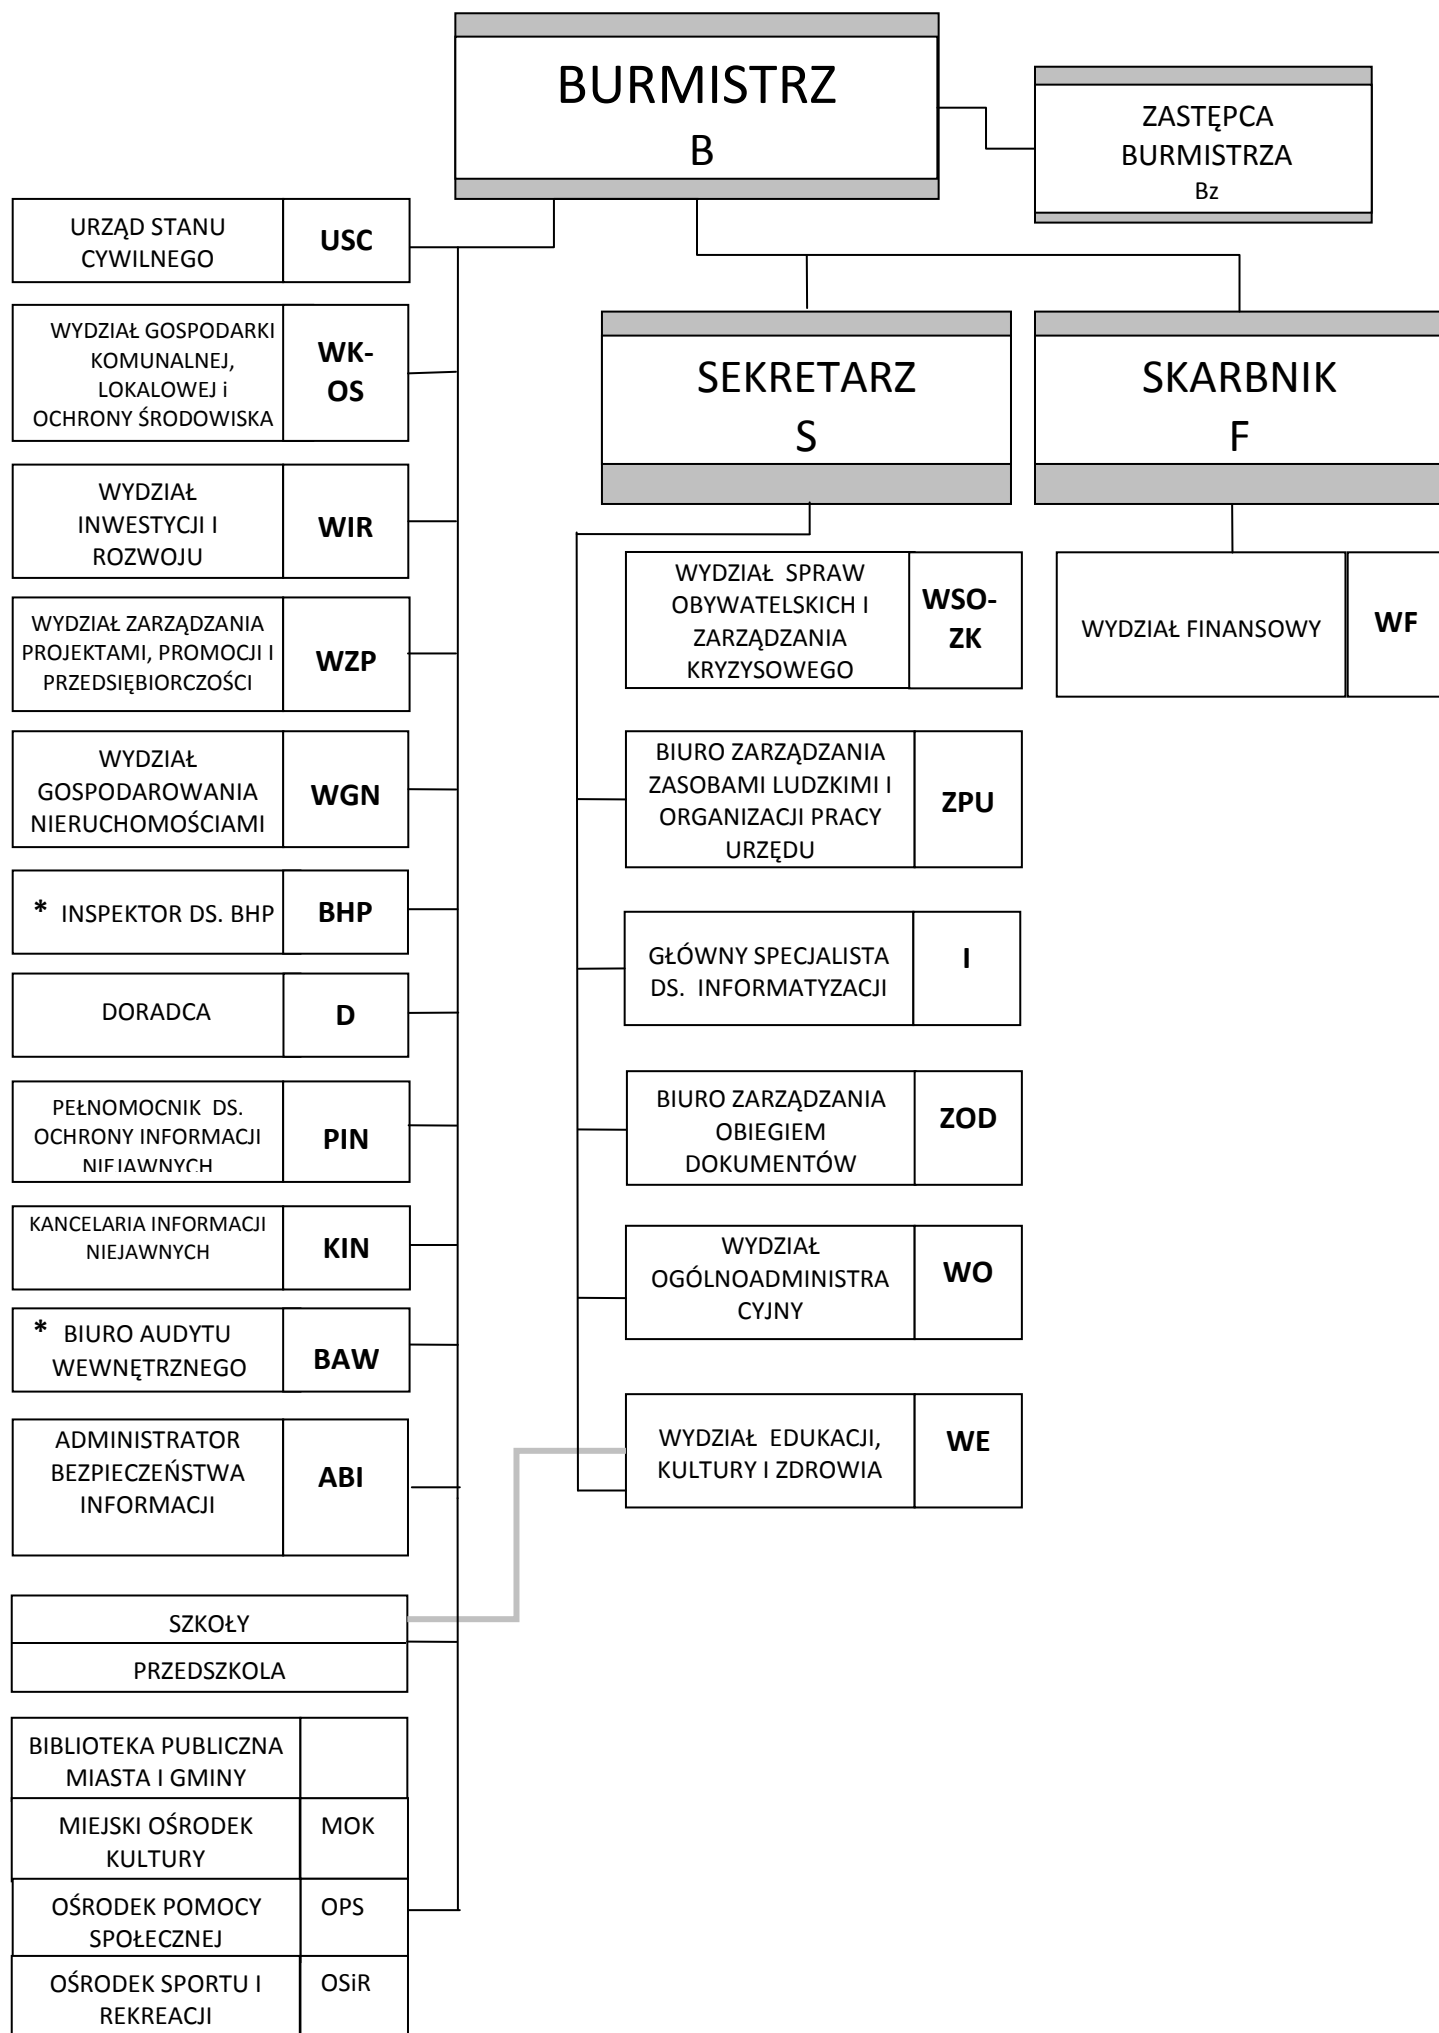 BURMISTRZ
B
ZASTĘPCA
BURMISTRZA
Bz
URZĄD STANU
CYWILNEGO
USC
WYDZIAŁ GOSPODARKI
KOMUNALNEJ,
LOKALOWEJ i
OCHRONY ŚRODOWISKA
WK-
OS
WYDZIAŁ
INWESTYCJI I
ROZWOJU
WIR
WYDZIAŁ ZARZĄDZANIA
PROJEKTAMI, PROMOCJI I
PRZEDSIĘBIORCZOŚCI
WZP
WYDZIAŁ
GOSPODAROWANIA
NIERUCHOMOŚCIAMI
WGN
* INSPEKTOR DS. BHP
BHP
DORADCA
D
PEŁNOMOCNIK DS.
OCHRONY INFORMACJI
NIEJAWNYCH
PIN
KANCELARIA INFORMACJI
NIEJAWNYCH
KIN
* BIURO AUDYTU
WEWNĘTRZNEGO
BAW
ADMINISTRATOR
BEZPIECZEŃSTWA
INFORMACJI
ABI
SZKOŁY
PRZEDSZKOLA
BIBLIOTEKA PUBLICZNA
MIASTA I GMINY
MIEJSKI OŚRODEK
KULTURY
MOK
OŚRODEK POMOCY
SPOŁECZNEJ
OPS
OŚRODEK SPORTU I
REKREACJI
OSiR
SEKRETARZ
S
WYDZIAŁ SPRAW
OBYWATELSKICH I
ZARZĄDZANIA
KRYZYSOWEGO
WSO-
ZK
BIURO ZARZĄDZANIA
ZASOBAMI LUDZKIMI I
ORGANIZACJI PRACY
URZĘDU
ZPU
GŁÓWNY SPECJALISTA
DS. INFORMATYZACJI
I
BIURO ZARZĄDZANIA
OBIEGIEM
DOKUMENTÓW
ZOD
WYDZIAŁ
OGÓLNOADMINISTRA
CYJNY
WO
WYDZIAŁ EDUKACJI,
KULTURY I ZDROWIA
WE
SKARBNIK
F
WYDZIAŁ FINANSOWY
WF